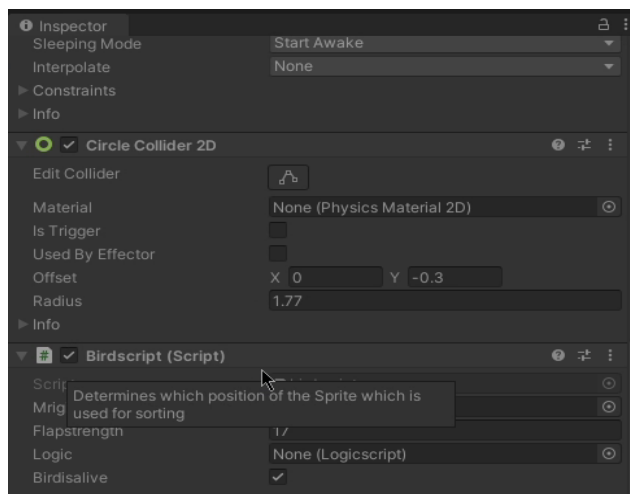 Inspector
Sleeping Mode Start Awake
Interpolate None
Constraints
Info
Circle Collider 2D
Edit Collider
Material None (Physics Material 2D)
Is Trigger
Used By Effector
Offset X 0 Y -0.3
Radius 1.77
Info
# Birdscript (Script)
Determines which position of the Sprite which is
used for sorting
Flapstrength 17
Logic None (Logicscript)
Birdisalive